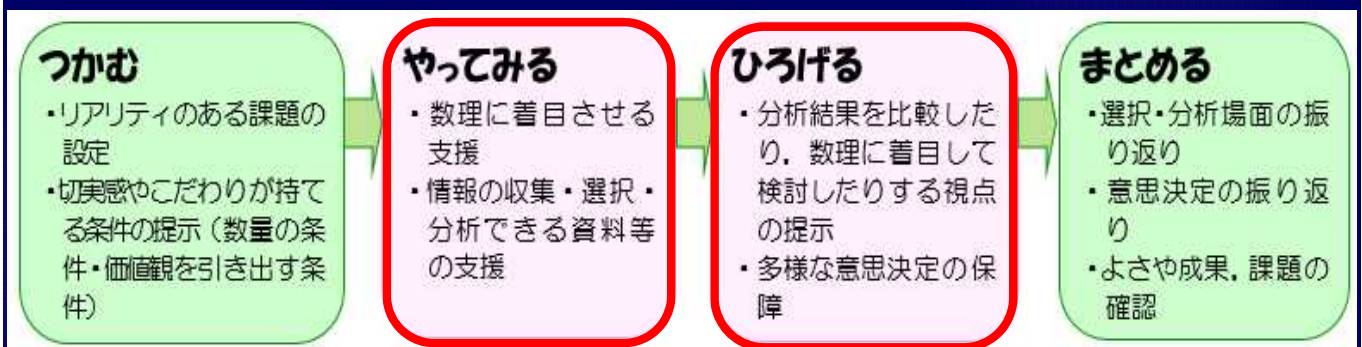 つかむ
・リアリティのある課題の
設定
・切実感やこだわりが持て
る条件の提示（数量の条
件・価値観を引き出す条
件）
やってみる
・数理に着目させる
支援
・情報の収集・選択・
分析できる資料等
の支援
ひろげる
・分析結果を比較した
り，数理に着目して
検討したりする視点
の提示
・多様な意思決定の保
障
まとめる
・選択・分析場面の振
り返り
・意思決定の振り返
り
・よさや成果，課題の
確認